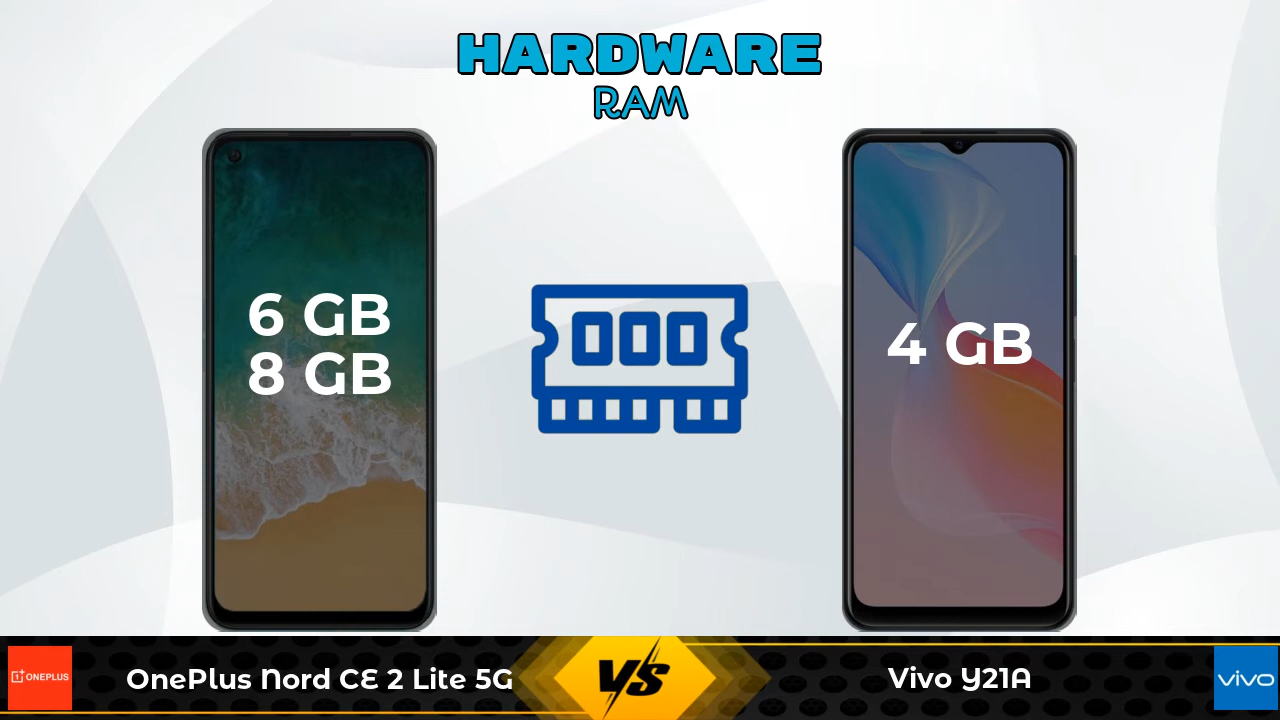 HARDWARE
RAM
6 GB
8 GB
4 GB
1+ ONEPLUS
OnePlus Nord CE 2 Lite 5G
VS
Vivo Y21A
vivo